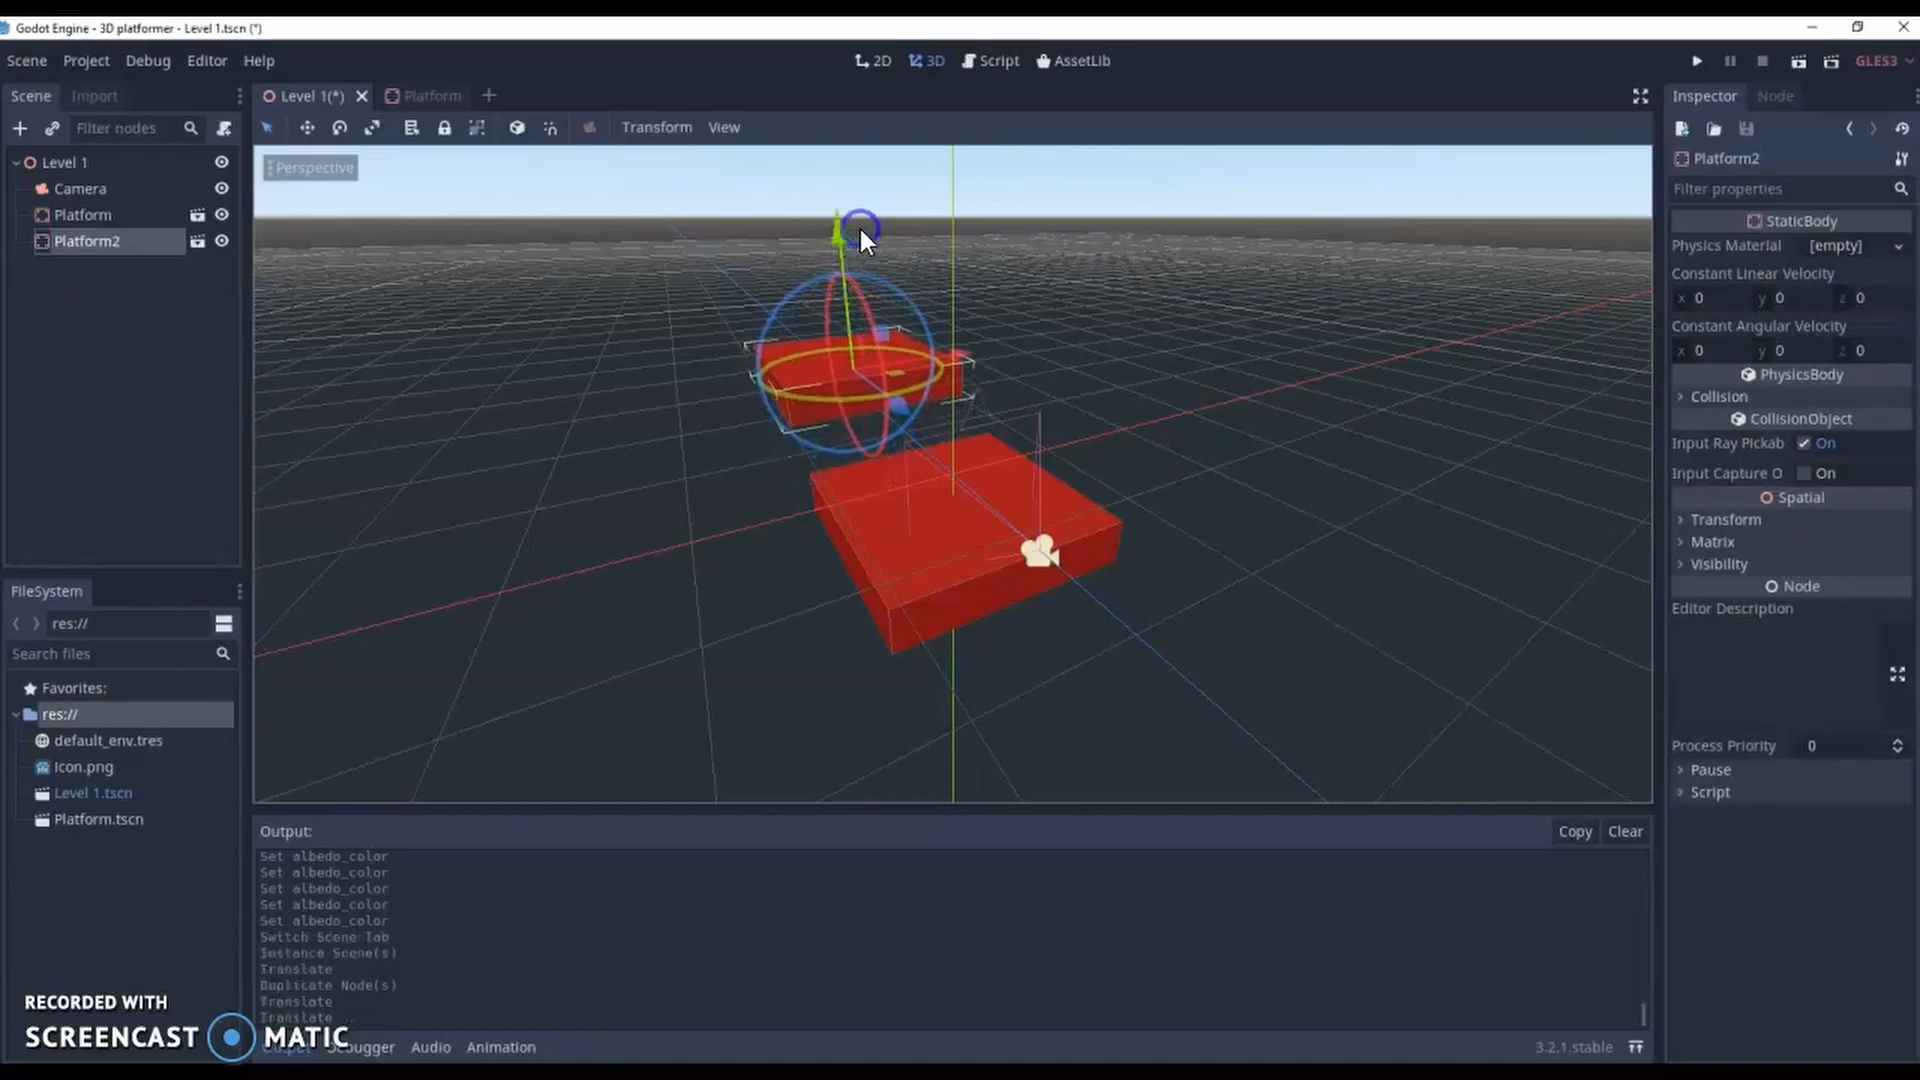 Godot Engine - 3D platformer - Level 1.tscn (*)
Scene Project Debug Editor Help
2D 3D Script AssetLib
GLES3
Scene Import
Level 1(*) Platform
Inspector Node
Filter nodes
Transform View
Level 1
Camera
Platform
Platform2
Perspective
Platform2
Filter properties
StaticBody
Physics Material [empty]
Constant Linear Velocity
x 0 y 0 z 0
Constant Angular Velocity
x 0 y 0 z 0
PhysicsBody
Collision
CollisionObject
Input Ray Pickab On
Input Capture O On
Spatial
Transform
Matrix
Visibility
Node
Editor Description
Process Priority 0
Pause
Script
FileSystem
res://
Search files
Favorites:
res://
default_env.tres
icon.png
Level 1.tscn
Platform.tscn
Output:
Copy Clear
Set albedo_color
Set albedo_color
Set albedo_color
Set albedo_color
Set albedo_color
Switch Scene Tab
Instance Scene(s)
Translate
Duplicate Node(s)
Translate
Translate
Output Debugger Audio Animation
3.2.1.stable
RECORDED WITH
SCREENCAST MATIC